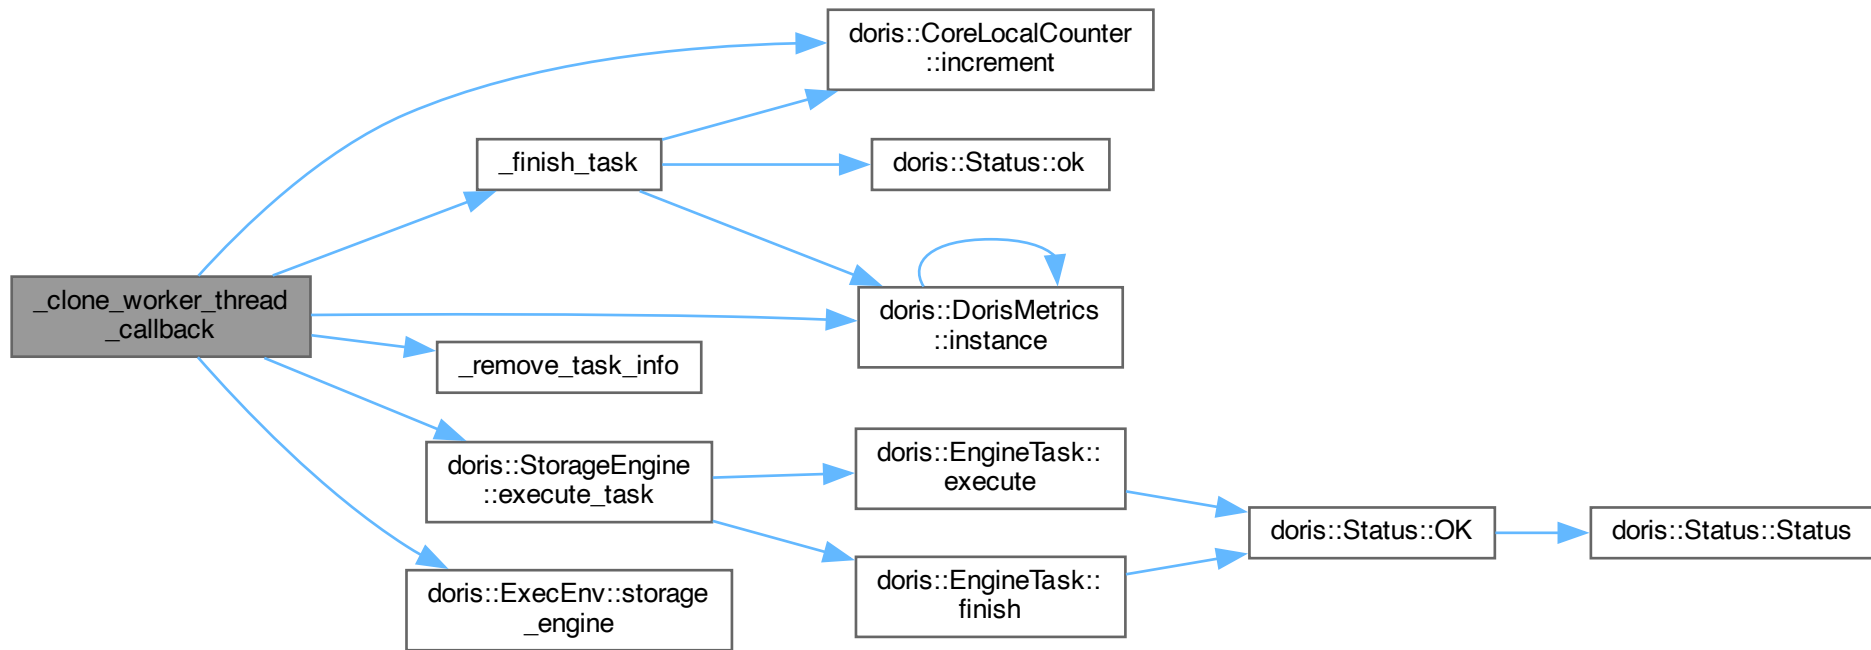 doris::CoreLocalCounter
::increment
_finish_task
doris::Status::ok
_clone_worker_thread
_callback
doris::DorisMetrics
::instance
_remove_task_info
doris::StorageEngine
::execute_task
doris::EngineTask::
execute
doris::Status::OK
doris::Status::Status
doris::EngineTask::
finish
doris::ExecEnv::storage
_engine